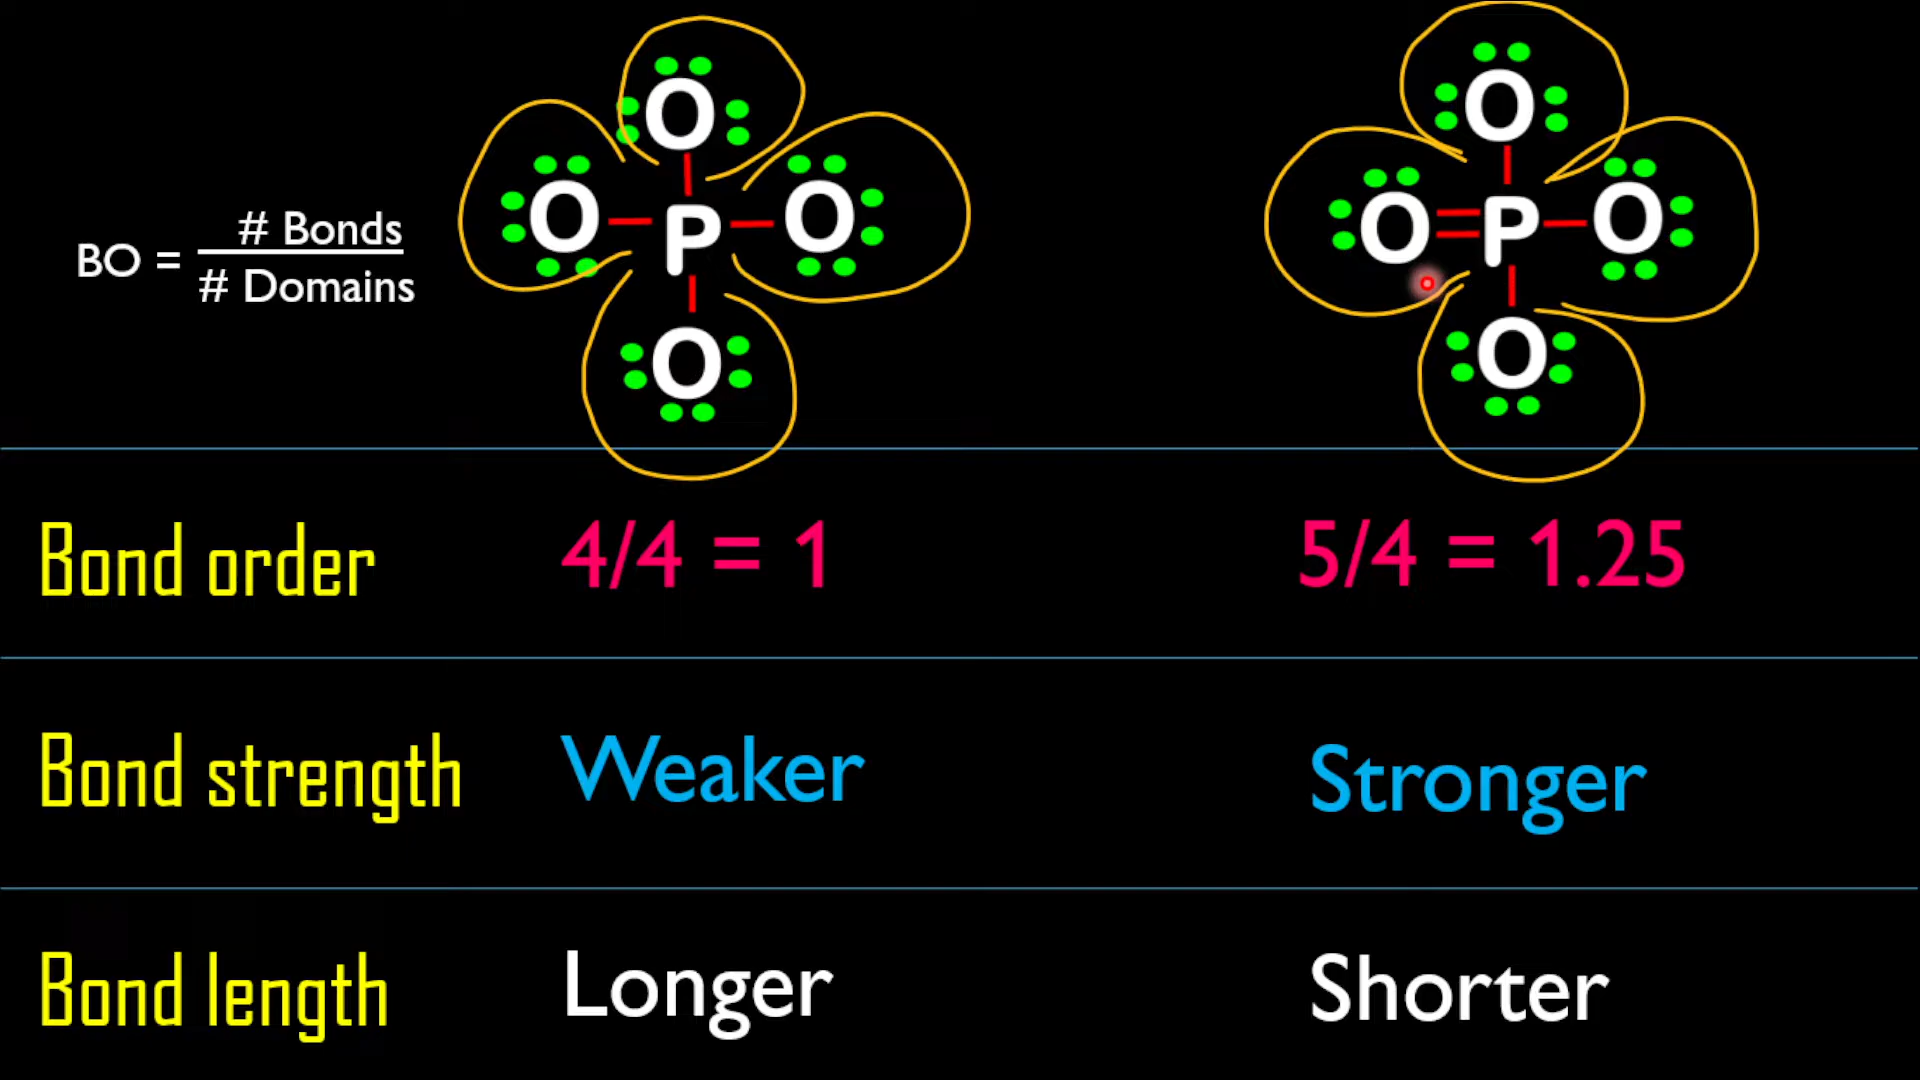 O
O
O P O
O P O
O
O
BO = # Bonds
# Domains
Bond order 4/4 = 1 5/4 = 1.25
Bond strength Weaker Stronger
Bond length Longer Shorter